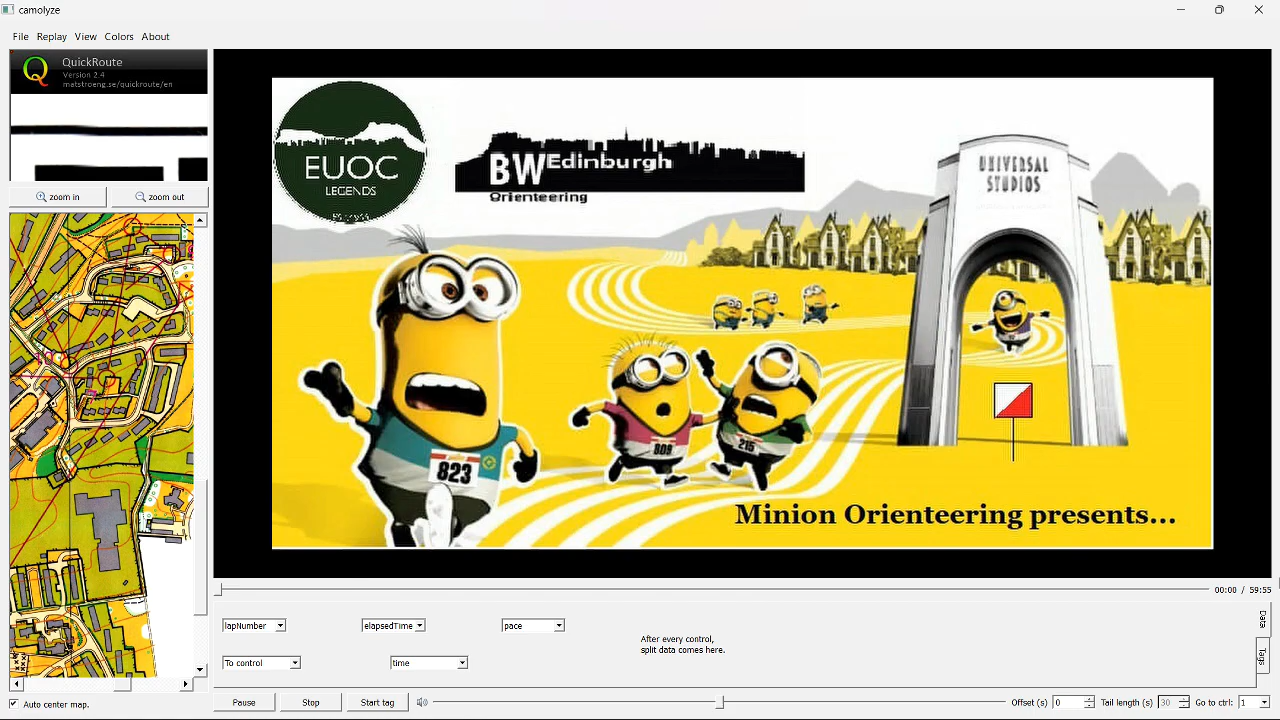 camolyze
File Replay View Colors About
QuickRoute
Version 2.4
matstroeng.se/quickroute/en
zoom in zoom out
EUOC
LEGENDS
BWEdinburgh
Orienteering
UNIVERSAL
STUDIOS
823
809
215
Minion Orienteering presents...
00:00 / 59:55
lapNumber elapsedTime pace
After every control,
split data comes here.
To control time
Data
Tags
Auto center map.
Pause Stop Start tag Offset (s) 0 Tail length (s) 30 Go to ctrl: 1